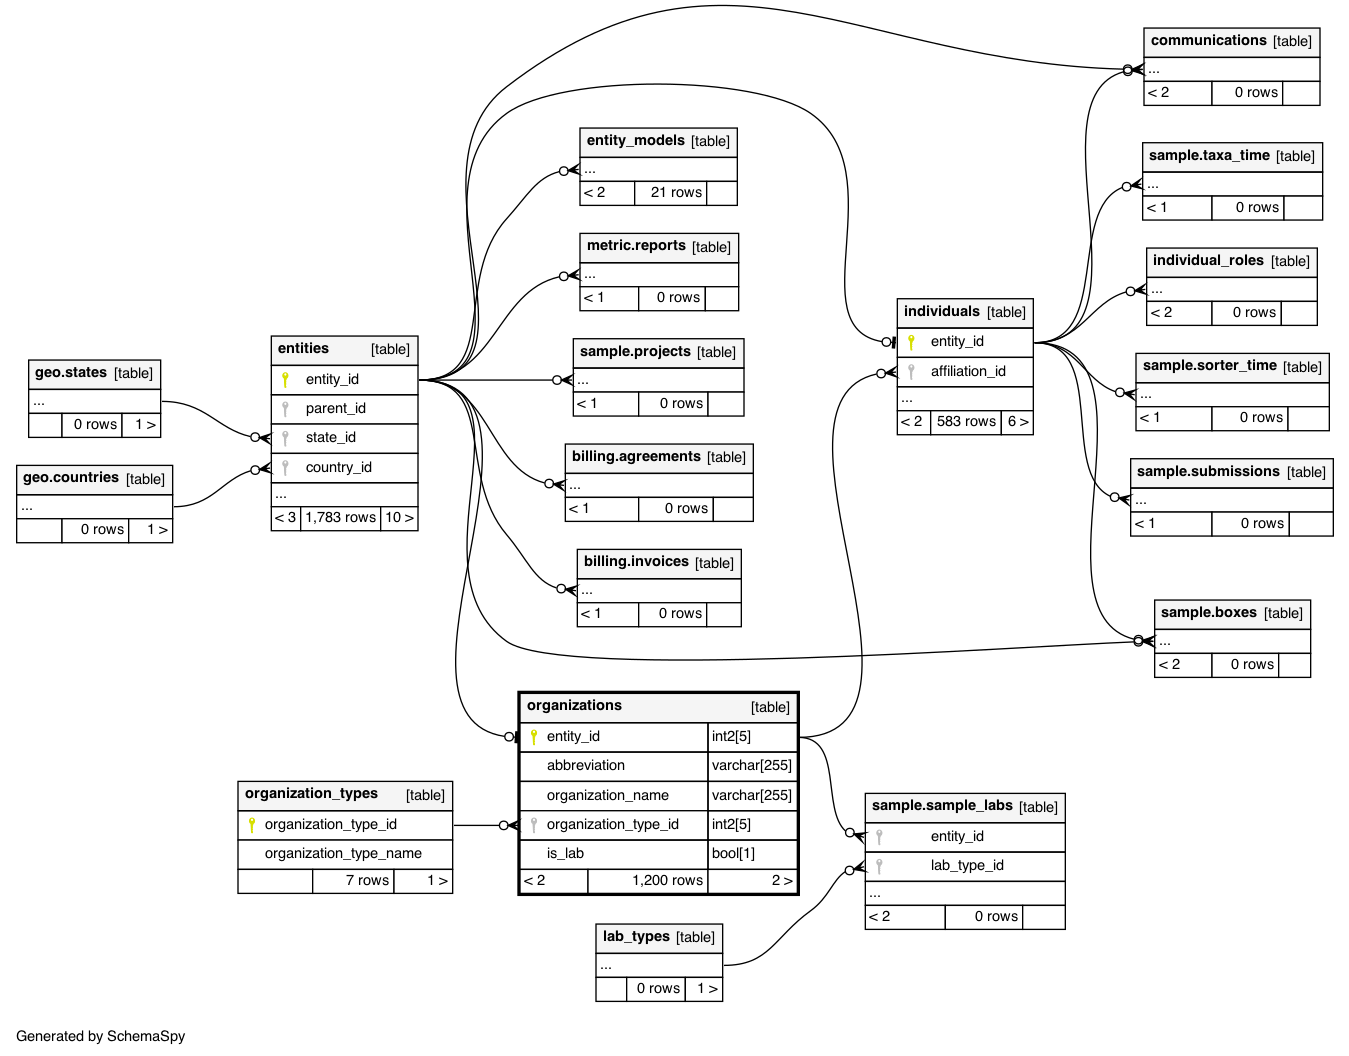 communications [table]
...
< 2 0 rows
sample.taxa_time [table]
...
< 1 0 rows
individual_roles [table]
...
< 2 0 rows
sample.sorter_time [table]
...
< 1 0 rows
sample.submissions [table]
...
< 1 0 rows
sample.boxes [table]
...
< 2 0 rows
entity_models [table]
...
< 2 21 rows
metric.reports [table]
...
< 1 0 rows
sample.projects [table]
...
< 1 0 rows
billing.agreements [table]
...
< 1 0 rows
billing.invoices [table]
...
< 1 0 rows
individuals [table]
entity_id
affiliation_id
...
< 2 583 rows 6 >
entities [table]
entity_id
parent_id
state_id
country_id
...
< 3 1,783 rows 10 >
geo.states [table]
...
0 rows 1 >
geo.countries [table]
...
0 rows 1 >
organizations [table]
entity_id int2[5]
abbreviation varchar[255]
organization_name varchar[255]
organization_type_id int2[5]
is_lab bool[1]
< 2 1,200 rows 2 >
organization_types [table]
organization_type_id
organization_type_name
7 rows 1 >
sample.sample_labs [table]
entity_id
lab_type_id
...
< 2 0 rows
lab_types [table]
...
0 rows 1 >
Generated by SchemaSpy